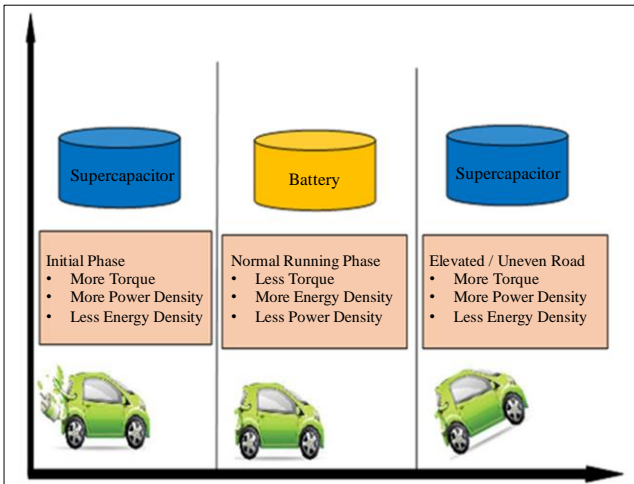 Supercapacitor
Battery
Supercapacitor
Initial Phase
• More Torque
• More Power Density
• Less Energy Density
Normal Running Phase
• Less Torque
• More Energy Density
• Less Power Density
Elevated / Uneven Road
• More Torque
• More Power Density
• Less Energy Density